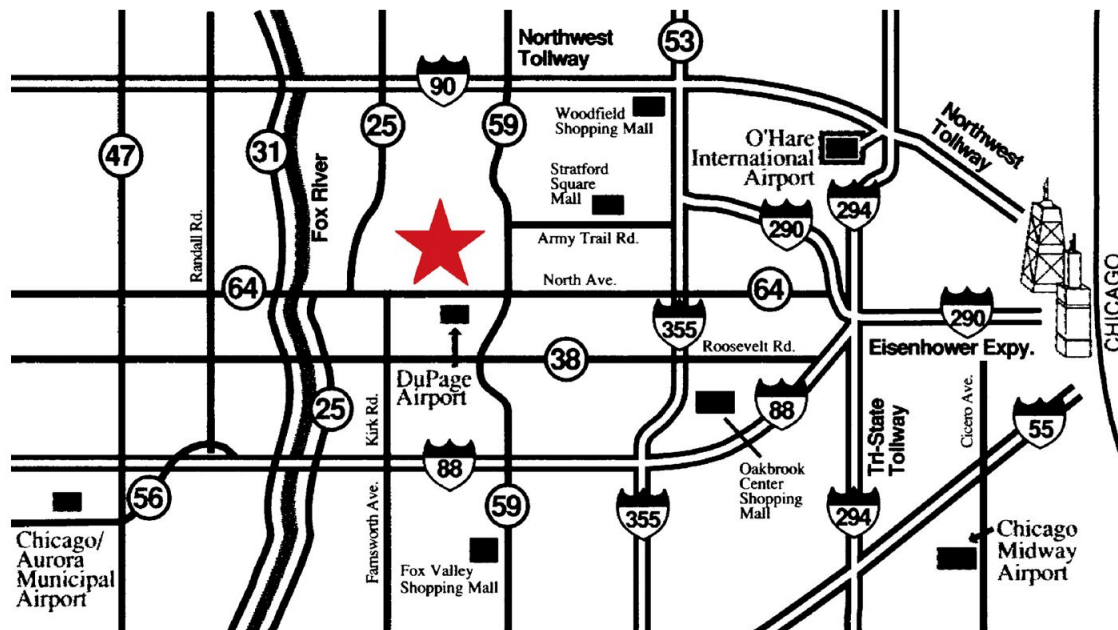 Northwest
Tollway
53
90
25
59
Woodfield
Shopping Mall
O'Hare
International
Airport
Northwest
Tollway
47
31
Fox River
Stratford
Square
Mall
294
290
Randall Rd.
Army Trail Rd.
64
North Ave.
64
CHICAGO
355
290
Roosevelt Rd.
Eisenhower Expy.
38
DuPage
Airport
25
Kirk Rd.
88
Cicero Ave.
55
Tri-State
Tollway
88
Oakbrook
Center
Shopping
Mall
56
59
355
294
Chicago/
Aurora
Municipal
Airport
Farnsworth Ave.
Fox Valley
Shopping Mall
Chicago
Midway
Airport